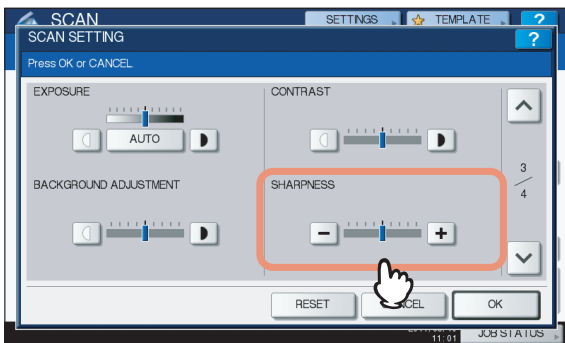 SCAN
SETTINGS
TEMPLATE
?
SCAN SETTING
?
Press OK or CANCEL
EXPOSURE
CONTRAST
AUTO
3
4
BACKGROUND ADJUSTMENT
SHARPNESS
−
+
RESET
OK
11:01
JOB STATUS